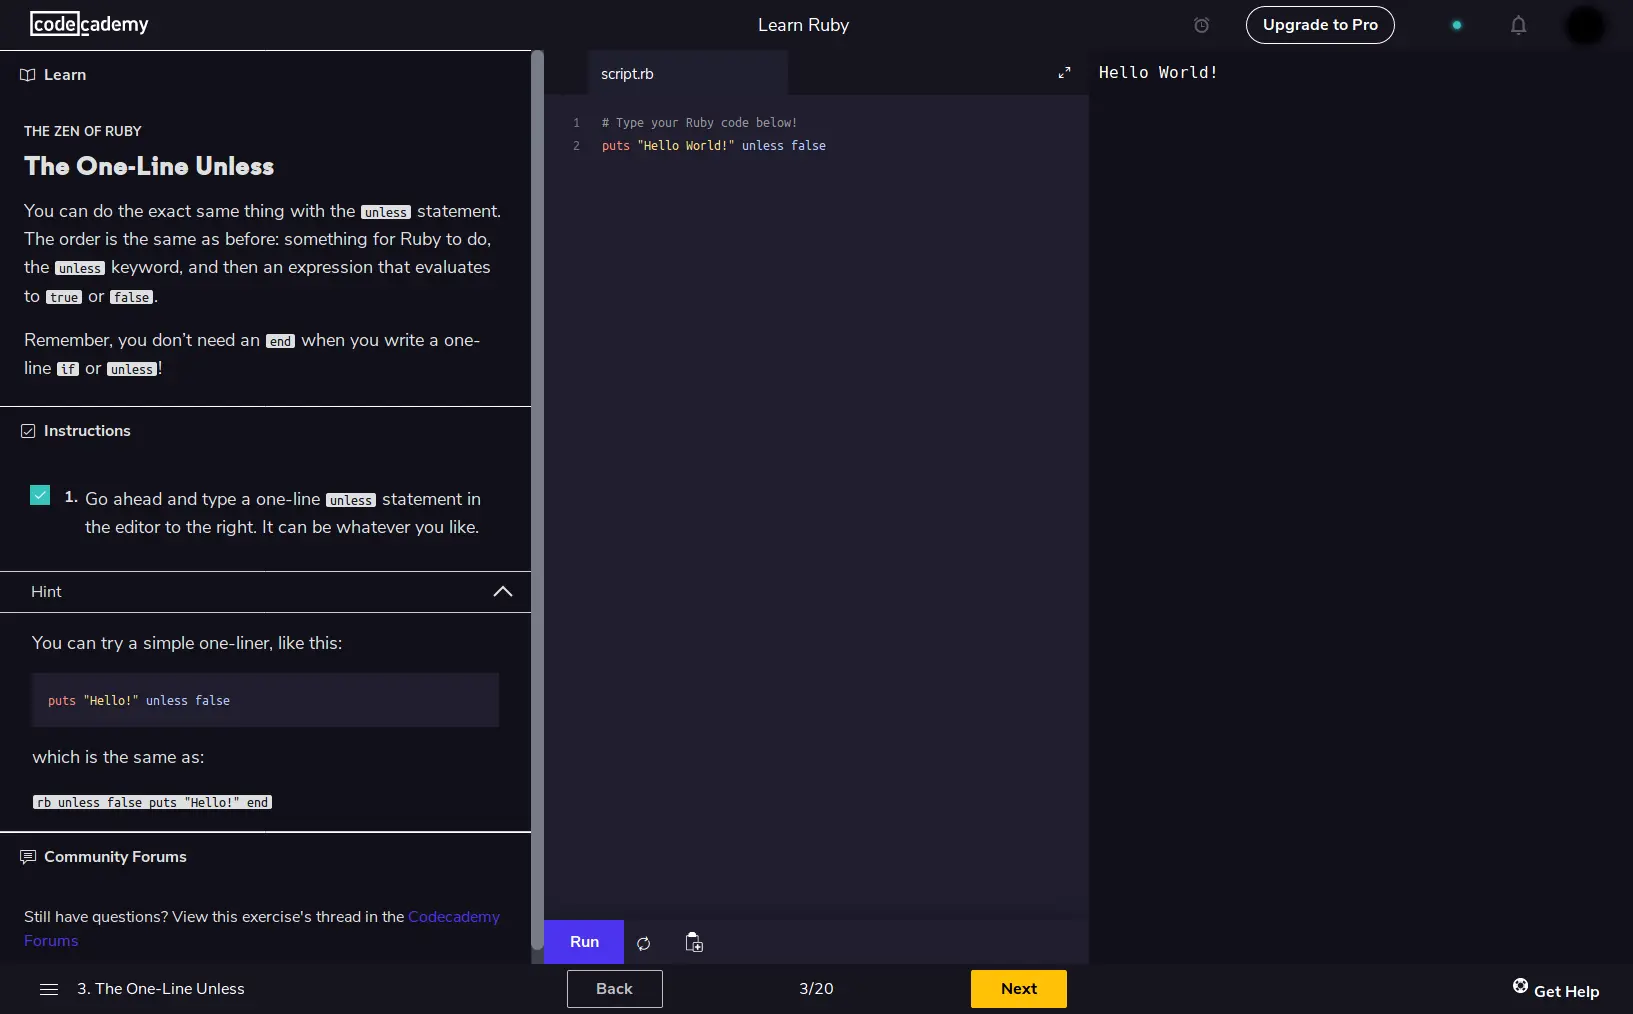 codecademy
Learn Ruby
Upgrade to Pro
Learn
THE ZEN OF RUBY
The One-Line Unless
You can do the exact same thing with the unless statement.
The order is the same as before: something for Ruby to do,
the unless keyword, and then an expression that evaluates
to true or false.
Remember, you don’t need an end when you write a one-
line if or unless!
Instructions
1. Go ahead and type a one-line unless statement in
the editor to the right. It can be whatever you like.
Hint
You can try a simple one-liner, like this:
puts "Hello!" unless false
which is the same as:
rb unless false puts "Hello!" end
Community Forums
Still have questions? View this exercise's thread in the Codecademy
Forums
script.rb
1 # Type your Ruby code below!
2 puts "Hello World!" unless false
Run
Hello World!
3. The One-Line Unless
Back
3/20
Next
Get Help